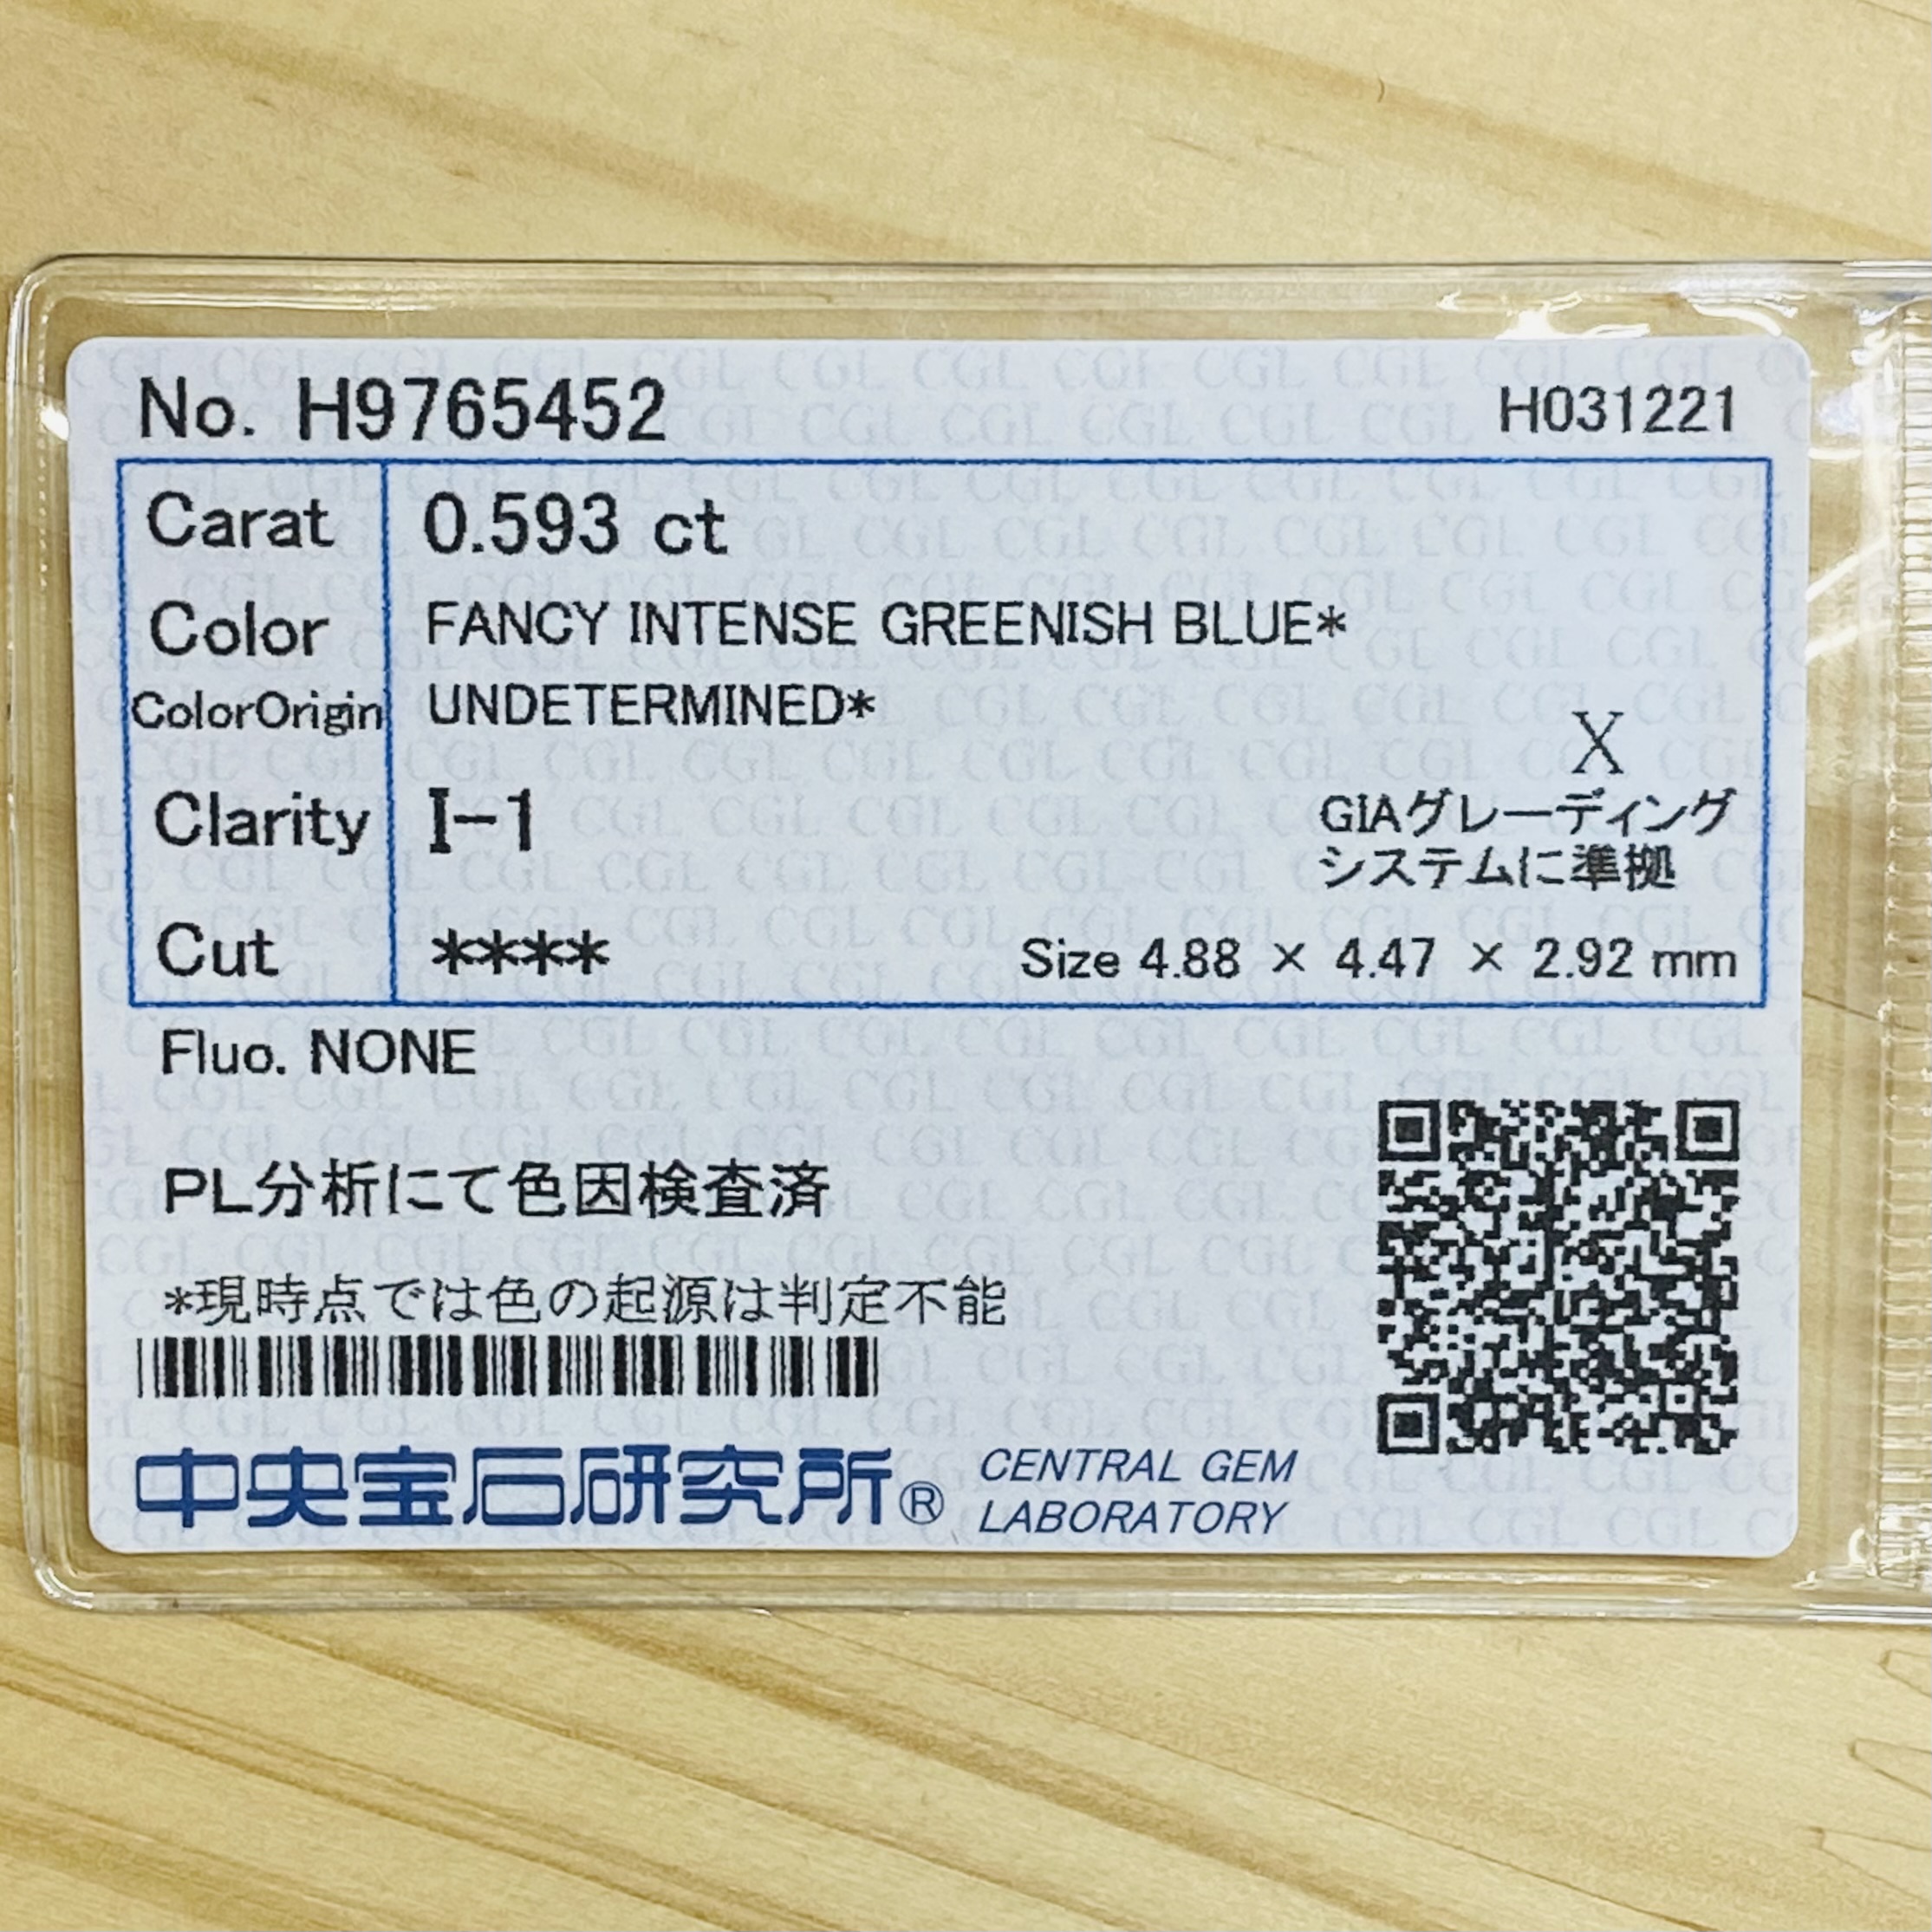 No. H9765452 H031221
Carat 0.593 ct
Color FANCY INTENSE GREENISH BLUE*
ColorOrigin UNDETERMINED*
X
Clarity I-1 GIAグレーディング
システムに準拠
Cut **** Size 4.88 × 4.47 × 2.92 mm
Fluo. NONE
PL分析にて色因検査済
*現時点では色の起源は判定不能
中央宝石研究所® CENTRAL GEM
LABORATORY